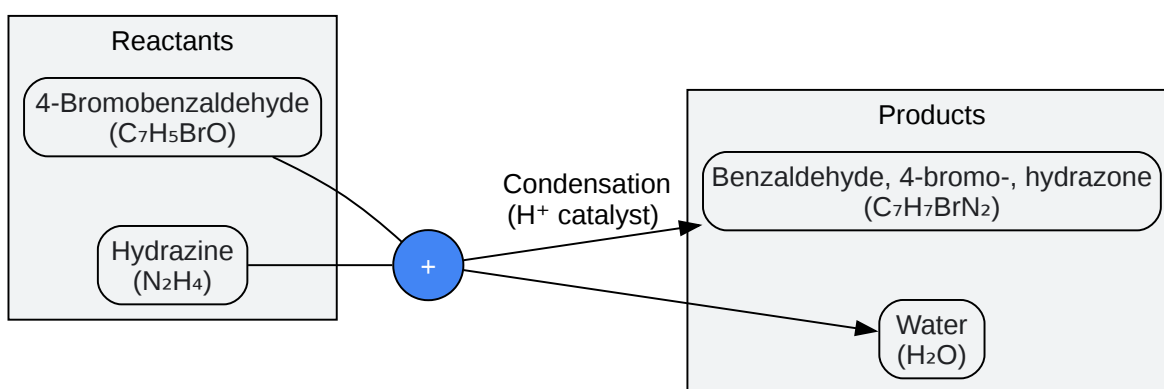 Reactants
4-Bromobenzaldehyde
(C₇H₅BrO)
Hydrazine
(N₂H₄)
+
Condensation
(H⁺ catalyst)
Products
Benzaldehyde, 4-bromo-, hydrazone
(C₇H₇BrN₂)
Water
(H₂O)